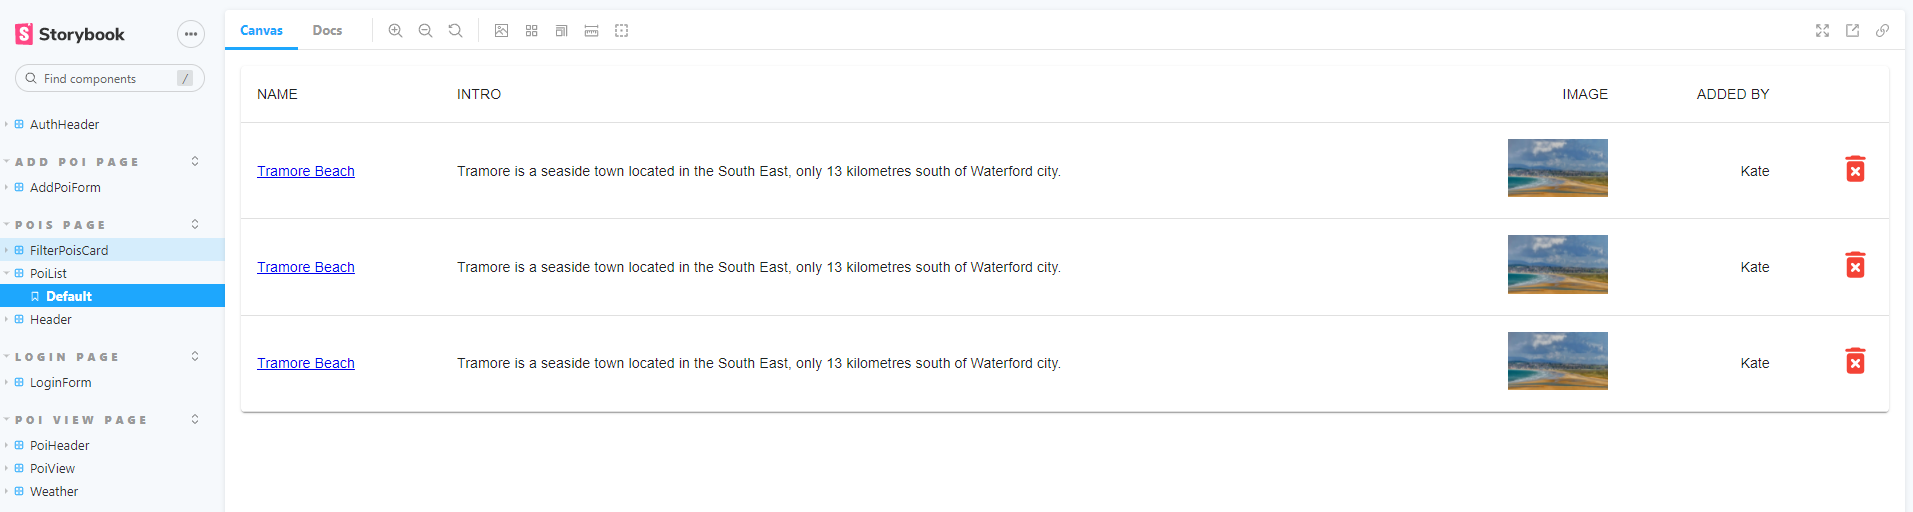 Storybook
Find components
/
AuthHeader
ADD POI PAGE
AddPoiForm
POIS PAGE
FilterPoisCard
PoiList
Default
Header
LOGIN PAGE
LoginForm
POI VIEW PAGE
PoiHeader
PoiView
Weather
Canvas Docs
NAME INTRO IMAGE ADDED BY
Tramore Beach Tramore is a seaside town located in the South East, only 13 kilometres south of Waterford city. Kate
Tramore Beach Tramore is a seaside town located in the South East, only 13 kilometres south of Waterford city. Kate
Tramore Beach Tramore is a seaside town located in the South East, only 13 kilometres south of Waterford city. Kate